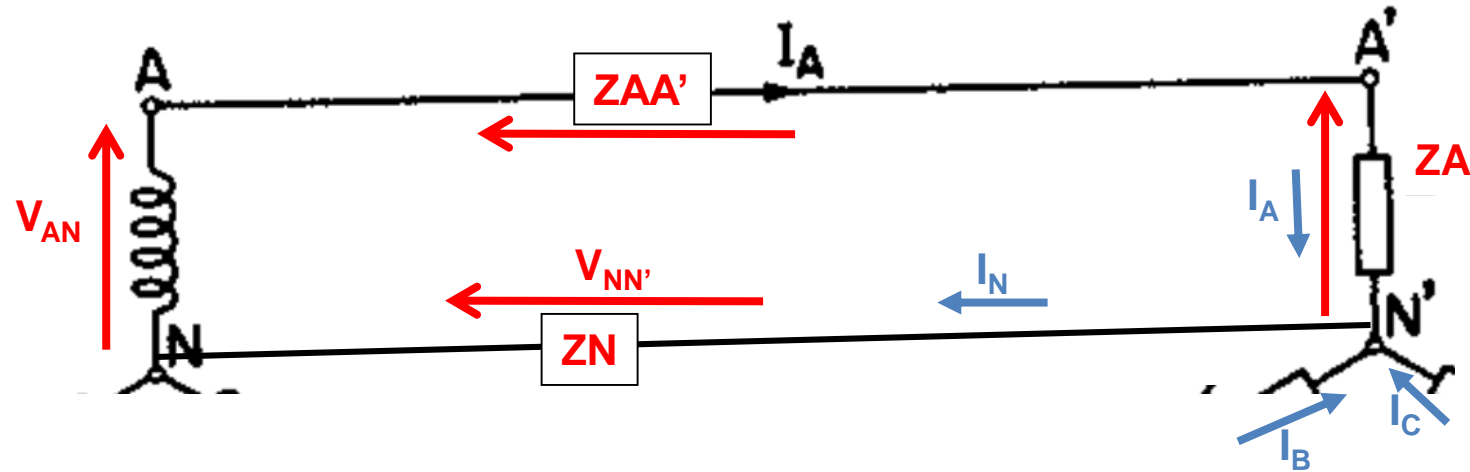 A
I_A
A'
ZAA'
ZA
V_AN
I_A
V_NN'
I_N
N
ZN
N'
I_C
I_B